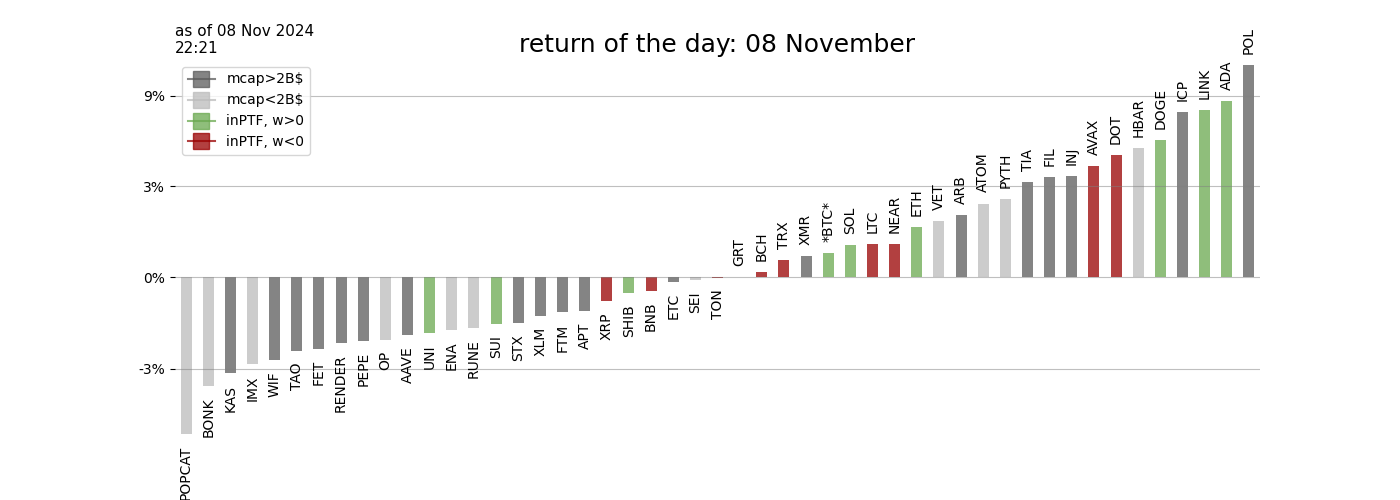 as of 08 Nov 2024
22:21
return of the day: 08 November
mcap>2B$
mcap<2B$
inPTF, w>0
inPTF, w<0
9%
3%
0%
-3%
POPCAT
BONK
KAS
IMX
WIF
TAO
FET
RENDER
PEPE
OP
AAVE
UNI
ENA
RUNE
SUI
STX
XLM
FTM
APT
XRP
SHIB
BNB
ETC
SEI
TON
GRT
BCH
TRX
XMR
*BTC*
SOL
LTC
NEAR
ETH
VET
ARB
ATOM
PYTH
TIA
FIL
INJ
AVAX
DOT
HBAR
DOGE
ICP
LINK
ADA
POL